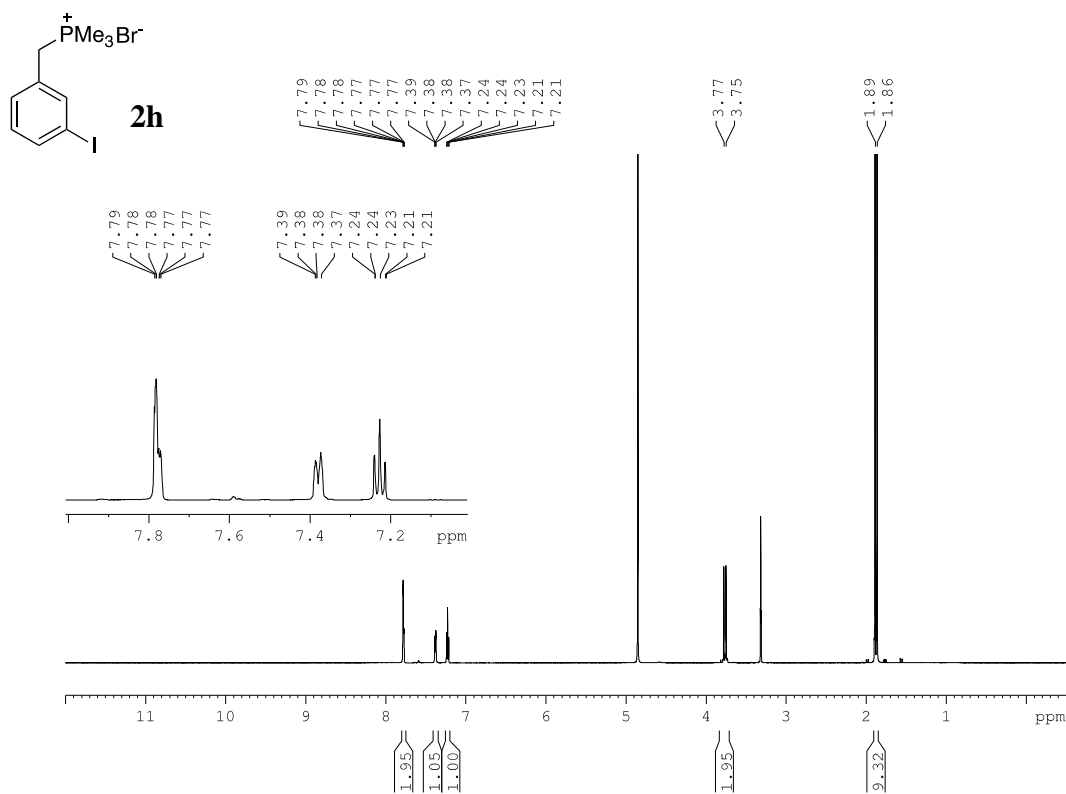 +
PMe3Br-
2h
I
7.79 7.78 7.78 7.77 7.77 7.77 7.39 7.38 7.38 7.37 7.24 7.24 7.23 7.21 7.21 3.77 3.75 1.89 1.86
7.79 7.78 7.78 7.77 7.77 7.77 7.39 7.38 7.38 7.37 7.24 7.24 7.23 7.21 7.21
7.8 7.6 7.4 7.2 ppm
11 10 9 8 7 6 5 4 3 2 1 ppm
1.95 1.05 1.00 1.95 9.32